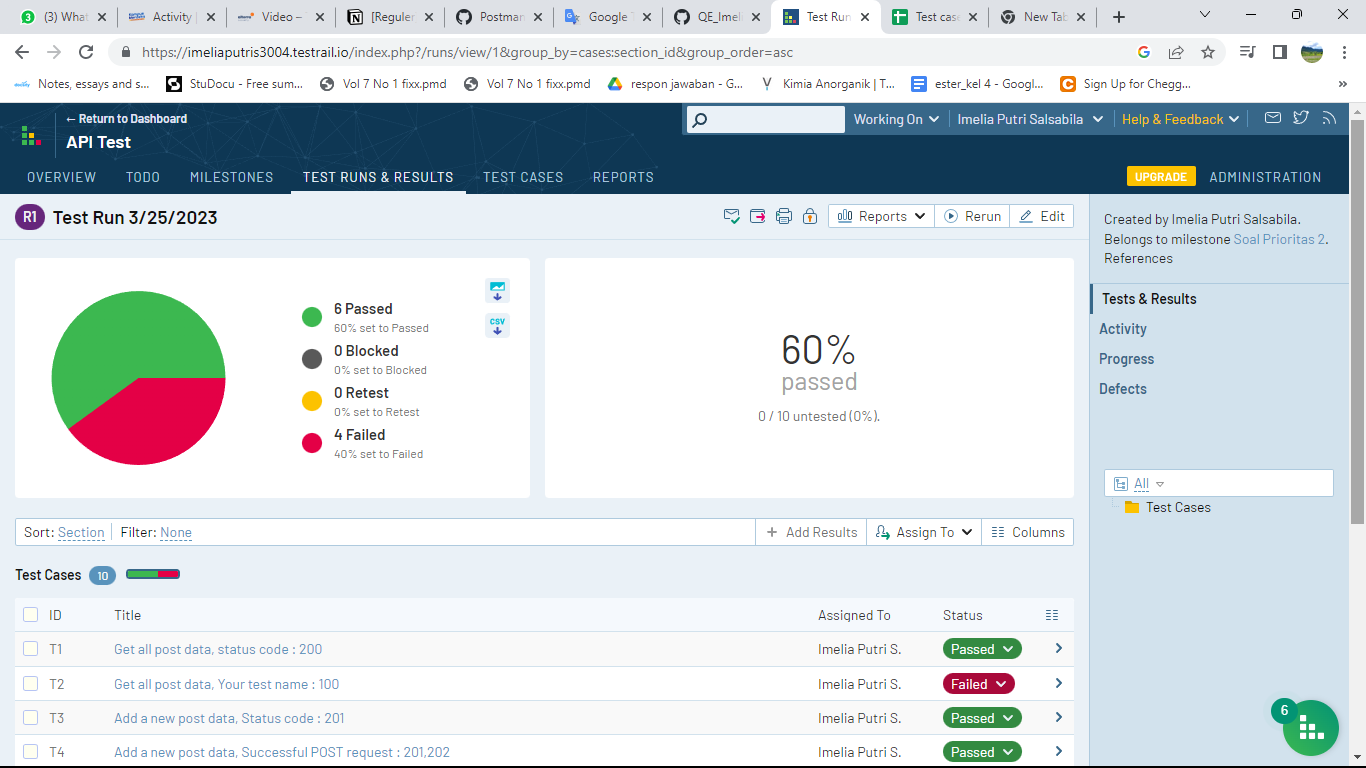 (3) What
Activity
Video –
[Reguler
Postman
Google T
QE_Imeli
Test Run
Test case
New Tab
https://imeliaputris3004.testrail.io/index.php?/runs/view/1&group_by=cases:section_id&group_order=asc
Notes, essays and s...
StuDocu - Free sum...
Vol 7 No 1 fixx.pmd
Vol 7 No 1 fixx.pmd
respon jawaban - G...
Kimia Anorganik | T...
ester_kel 4 - Googl...
Sign Up for Chegg...
»
← Return to Dashboard
API Test
Working On
Imelia Putri Salsabila
Help & Feedback
OVERVIEW
TODO
MILESTONES
TEST RUNS & RESULTS
TEST CASES
REPORTS
UPGRADE
ADMINISTRATION
R1
Test Run 3/25/2023
Reports
Rerun
Edit
Created by Imelia Putri Salsabila.
Belongs to milestone Soal Prioritas 2.
References
6 Passed
60% set to Passed
0 Blocked
0% set to Blocked
0 Retest
0% set to Retest
4 Failed
40% set to Failed
CSV
60%
passed
0 / 10 untested (0%).
Tests & Results
Activity
Progress
Defects
All
Test Cases
Sort: Section
Filter: None
+ Add Results
Assign To
Columns
Test Cases 10
ID Title Assigned To Status
T1 Get all post data, status code : 200 Imelia Putri S. Passed
T2 Get all post data, Your test name : 100 Imelia Putri S. Failed
T3 Add a new post data, Status code : 201 Imelia Putri S. Passed
T4 Add a new post data, Successful POST request : 201,202 Imelia Putri S. Passed
6